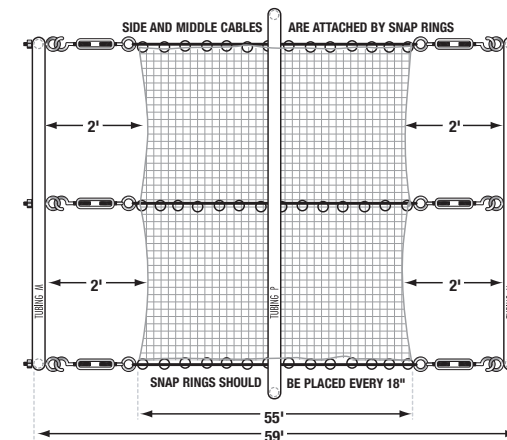 SIDE AND MIDDLE CABLES ARE ATTACHED BY SNAP RINGS
2' 2'
2' 2'
TUBING M
TUBING P
SNAP RINGS SHOULD BE PLACED EVERY 18"
55'
59'